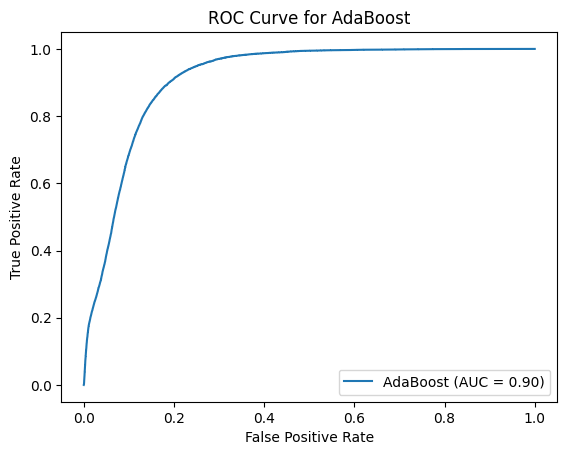 ROC Curve for AdaBoost
1.0
0.8
0.6
0.4
0.2
0.0
True Positive Rate
AdaBoost (AUC = 0.90)
0.0 0.2 0.4 0.6 0.8 1.0
False Positive Rate